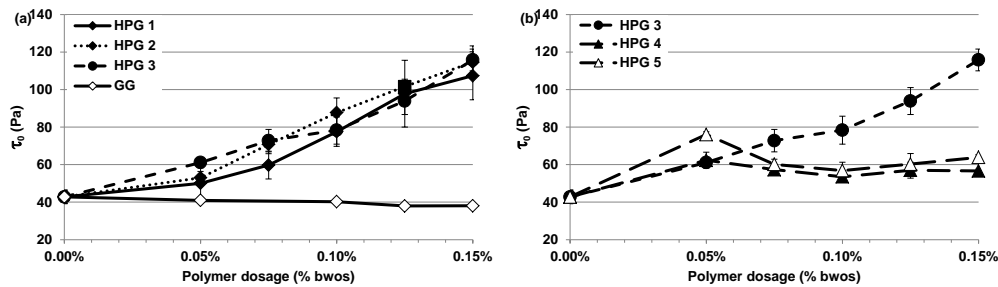 (a)
HPG 1
HPG 2
HPG 3
GG
140
120
100
80
60
40
20
τ0 (Pa)
0.00% 0.05% 0.10% 0.15%
Polymer dosage (% bwos)
(b)
HPG 3
HPG 4
HPG 5
140
120
100
80
60
40
20
τ0 (Pa)
0.00% 0.05% 0.10% 0.15%
Polymer dosage (% bwos)